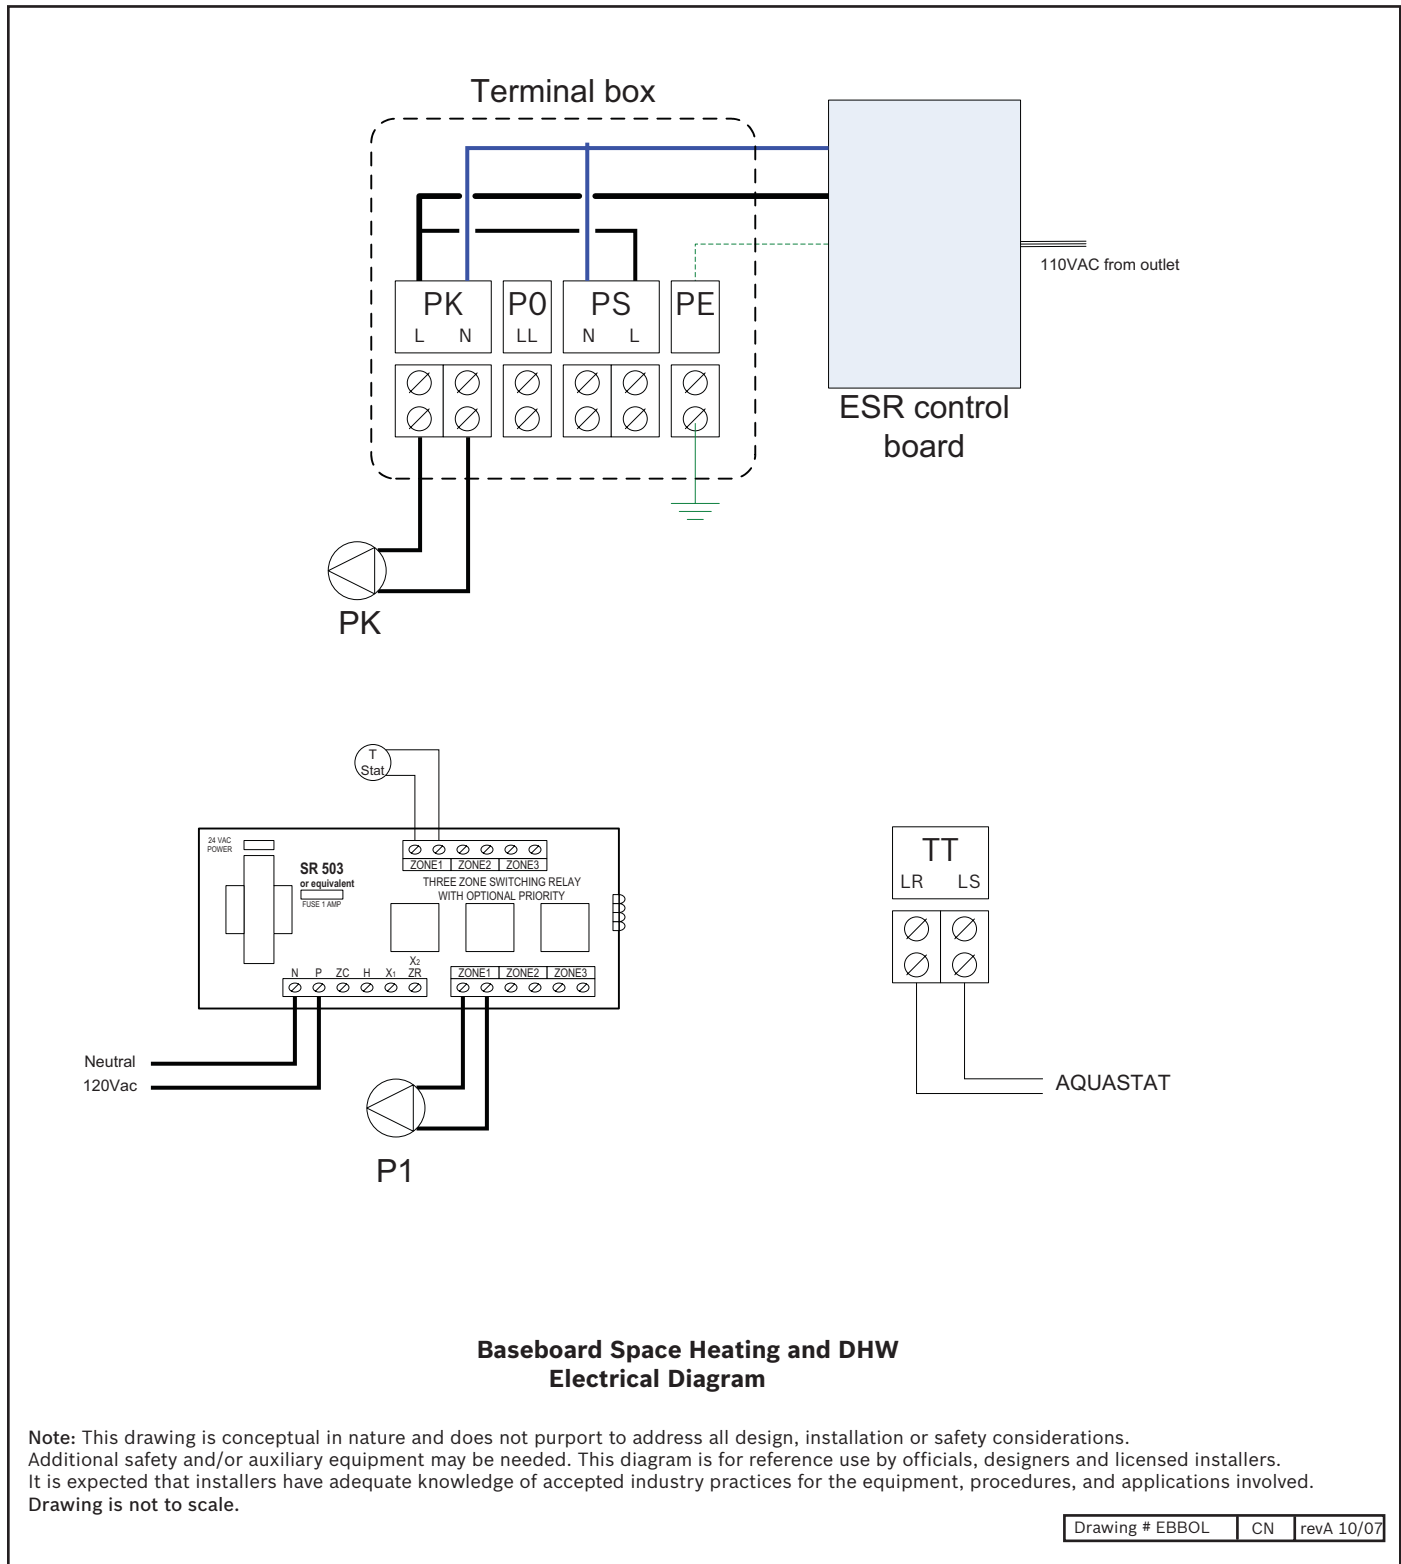 Terminal box
PK P0 PS PE
L N LL N L
110VAC from outlet
ESR control
board
PK
T
Stat
24 VAC
POWER
SR 503
or equivalent
FUSE 1 AMP
ZONE1 ZONE2 ZONE3
THREE ZONE SWITCHING RELAY
WITH OPTIONAL PRIORITY
X2
N P ZC H X1 ZR
ZONE1 ZONE2 ZONE3
Neutral
120Vac
P1
TT
LR LS
AQUASTAT
Baseboard Space Heating and DHW
Electrical Diagram
Note: This drawing is conceptual in nature and does not purport to address all design, installation or safety considerations.
Additional safety and/or auxiliary equipment may be needed. This diagram is for reference use by officials, designers and licensed installers.
It is expected that installers have adequate knowledge of accepted industry practices for the equipment, procedures, and applications involved.
Drawing is not to scale.
Drawing # EBBOL CN revA 10/07